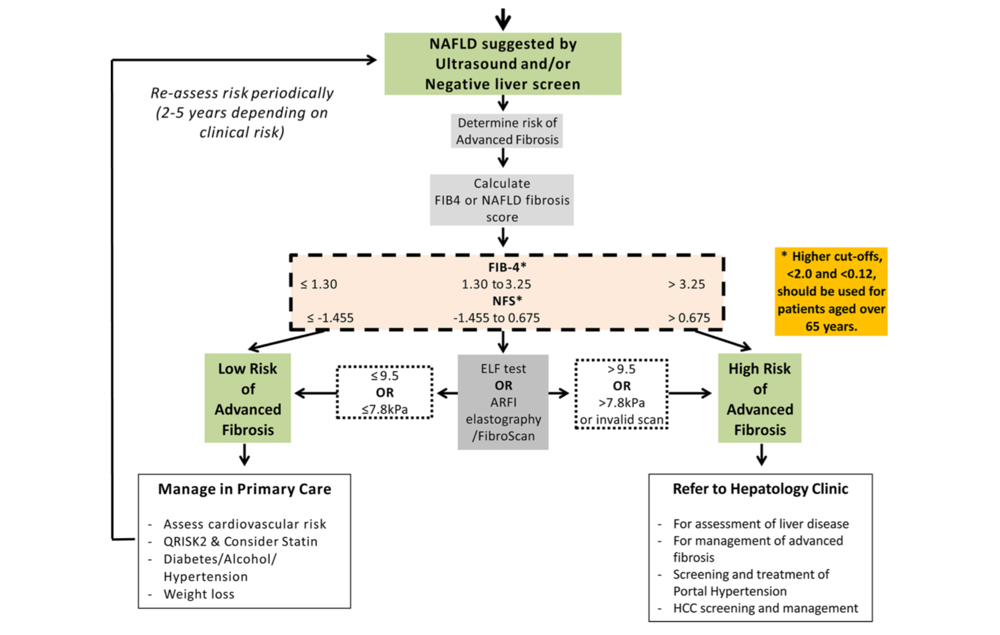 NAFLD suggested by
Ultrasound and/or
Negative liver screen
Re-assess risk periodically
(2-5 years depending on
clinical risk)
Determine risk of
Advanced Fibrosis
Calculate
FIB4 or NAFLD fibrosis
score
FIB-4*
≤ 1.30 1.30 to 3.25 > 3.25
NFS*
≤ -1.455 -1.455 to 0.675 > 0.675
* Higher cut-offs,
<2.0 and <0.12,
should be used for
patients aged over
65 years.
Low Risk
of
Advanced
Fibrosis
≤ 9.5
OR
≤7.8kPa
ELF test
OR
ARFI
elastography
/FibroScan
> 9.5
OR
>7.8kPa
or invalid scan
High Risk
of
Advanced
Fibrosis
Manage in Primary Care
- Assess cardiovascular risk
- QRISK2 & Consider Statin
- Diabetes/Alcohol/
Hypertension
- Weight loss
Refer to Hepatology Clinic
- For assessment of liver disease
- For management of advanced
fibrosis
- Screening and treatment of
Portal Hypertension
- HCC screening and management